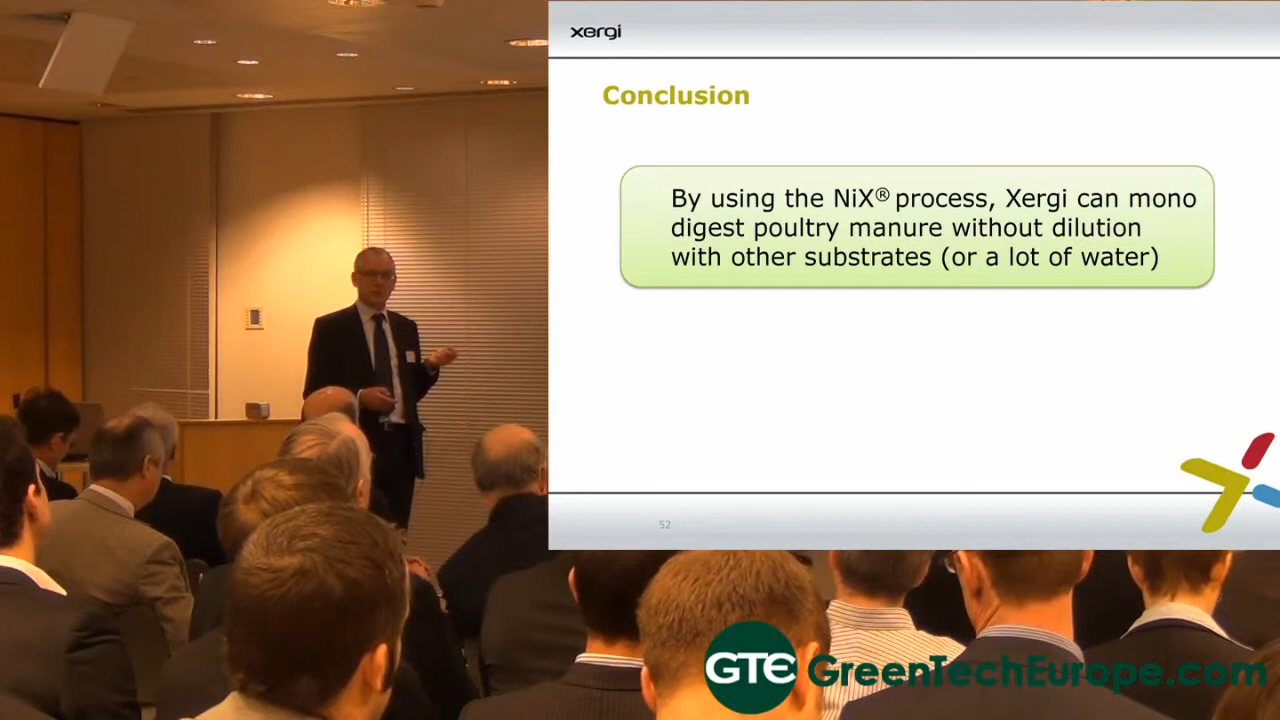 xergi
Conclusion
By using the NiX® process, Xergi can mono
digest poultry manure without dilution
with other substrates (or a lot of water)
52
GTE GreenTechEurope.com